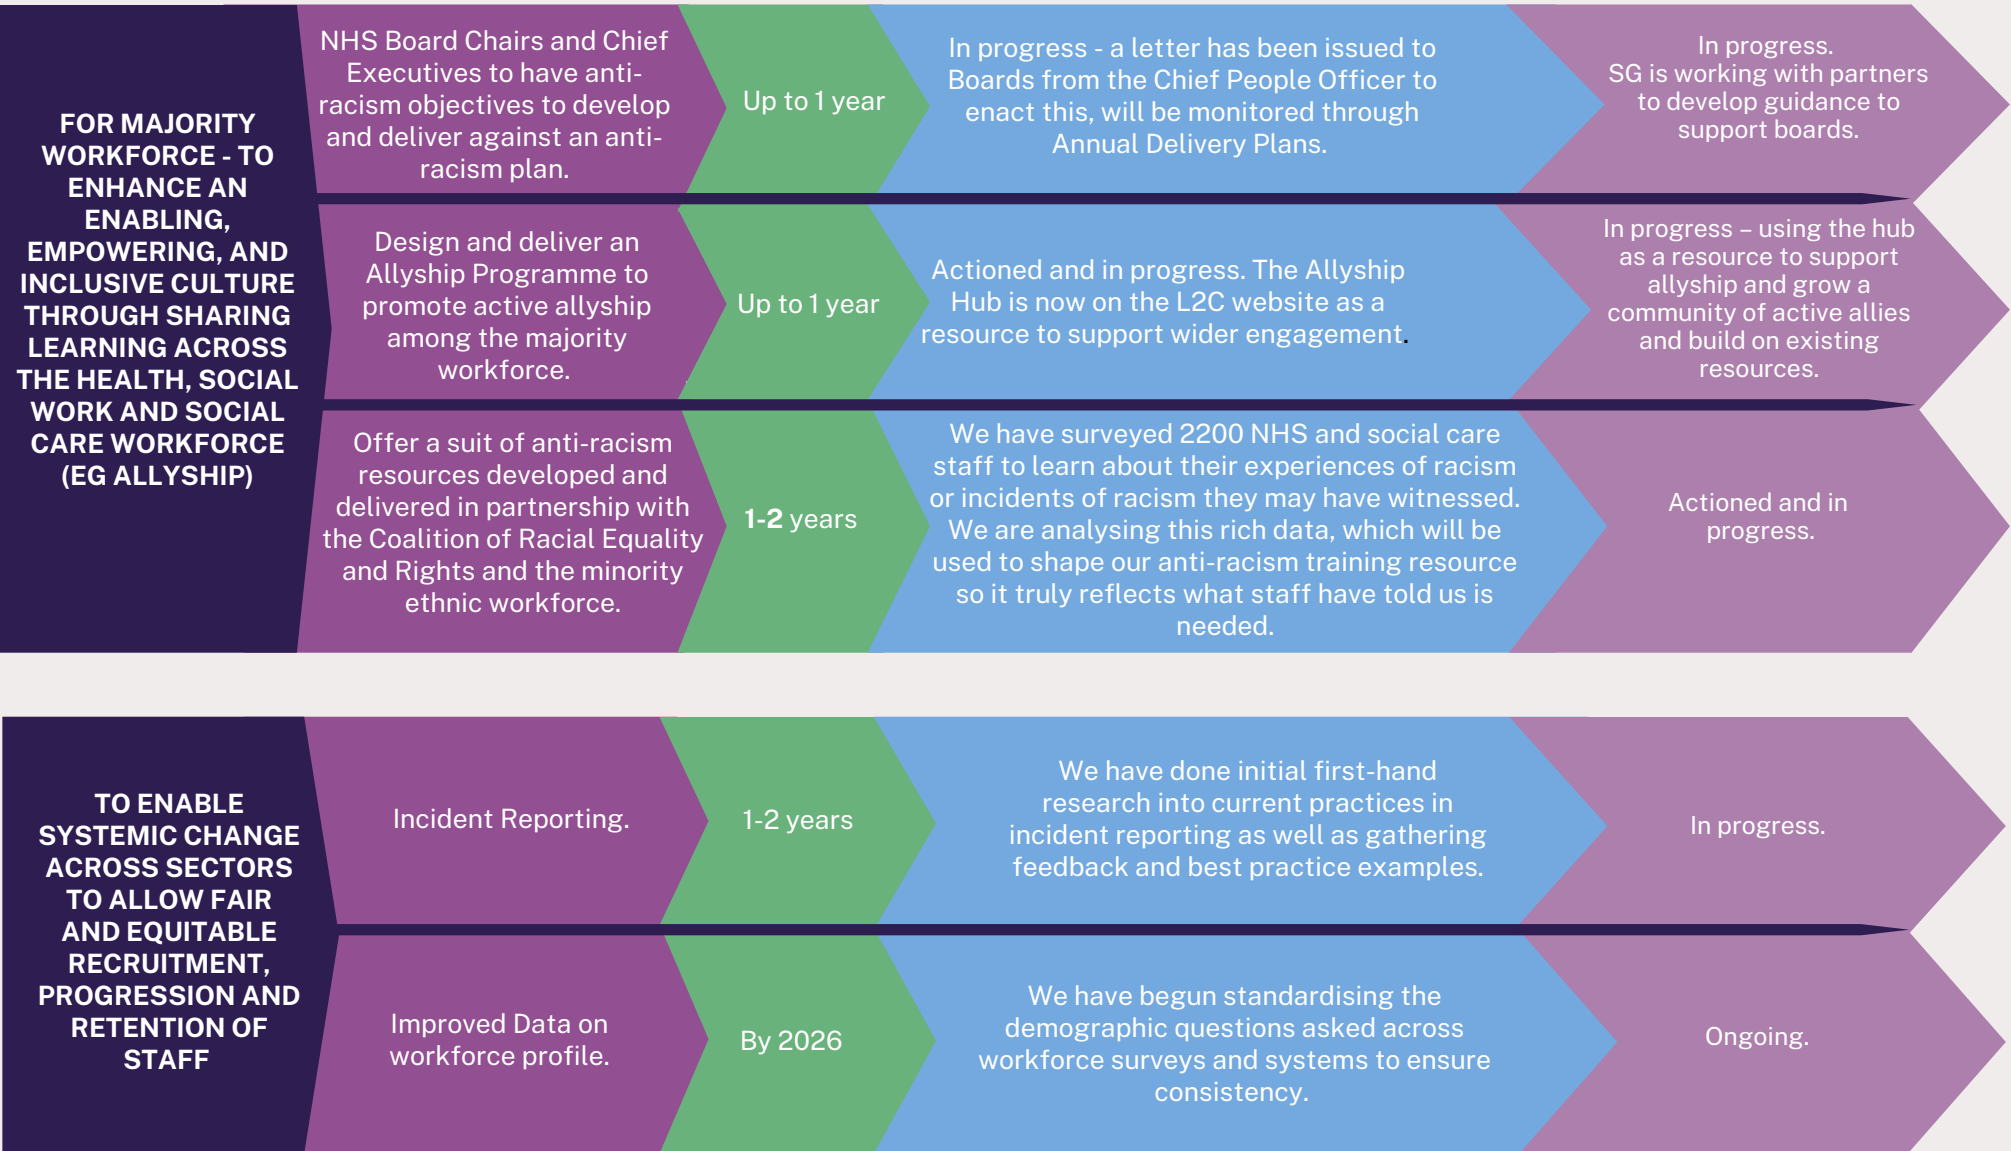 FOR MAJORITY
WORKFORCE - TO
ENHANCE AN
ENABLING,
EMPOWERING, AND
INCLUSIVE CULTURE
THROUGH SHARING
LEARNING ACROSS
THE HEALTH, SOCIAL
WORK AND SOCIAL
CARE WORKFORCE
(EG ALLYSHIP)
NHS Board Chairs and Chief
Executives to have anti-
racism objectives to develop
and deliver against an anti-
racism plan.
Up to 1 year
In progress - a letter has been issued to
Boards from the Chief People Officer to
enact this, will be monitored through
Annual Delivery Plans.
In progress.
SG is working with partners
to develop guidance to
support boards.
Design and deliver an
Allyship Programme to
promote active allyship
among the majority
workforce.
Up to 1 year
Actioned and in progress. The Allyship
Hub is now on the L2C website as a
resource to support wider engagement.
In progress – using the hub
as a resource to support
allyship and grow a
community of active allies
and build on existing
resources.
Offer a suit of anti-racism
resources developed and
delivered in partnership with
the Coalition of Racial Equality
and Rights and the minority
ethnic workforce.
1-2 years
We have surveyed 2200 NHS and social care
staff to learn about their experiences of racism
or incidents of racism they may have witnessed.
We are analysing this rich data, which will be
used to shape our anti-racism training resource
so it truly reflects what staff have told us is
needed.
Actioned and in
progress.
TO ENABLE
SYSTEMIC CHANGE
ACROSS SECTORS
TO ALLOW FAIR
AND EQUITABLE
RECRUITMENT,
PROGRESSION AND
RETENTION OF
STAFF
Incident Reporting.
1-2 years
We have done initial first-hand
research into current practices in
incident reporting as well as gathering
feedback and best practice examples.
In progress.
Improved Data on
workforce profile.
By 2026
We have begun standardising the
demographic questions asked across
workforce surveys and systems to ensure
consistency.
Ongoing.